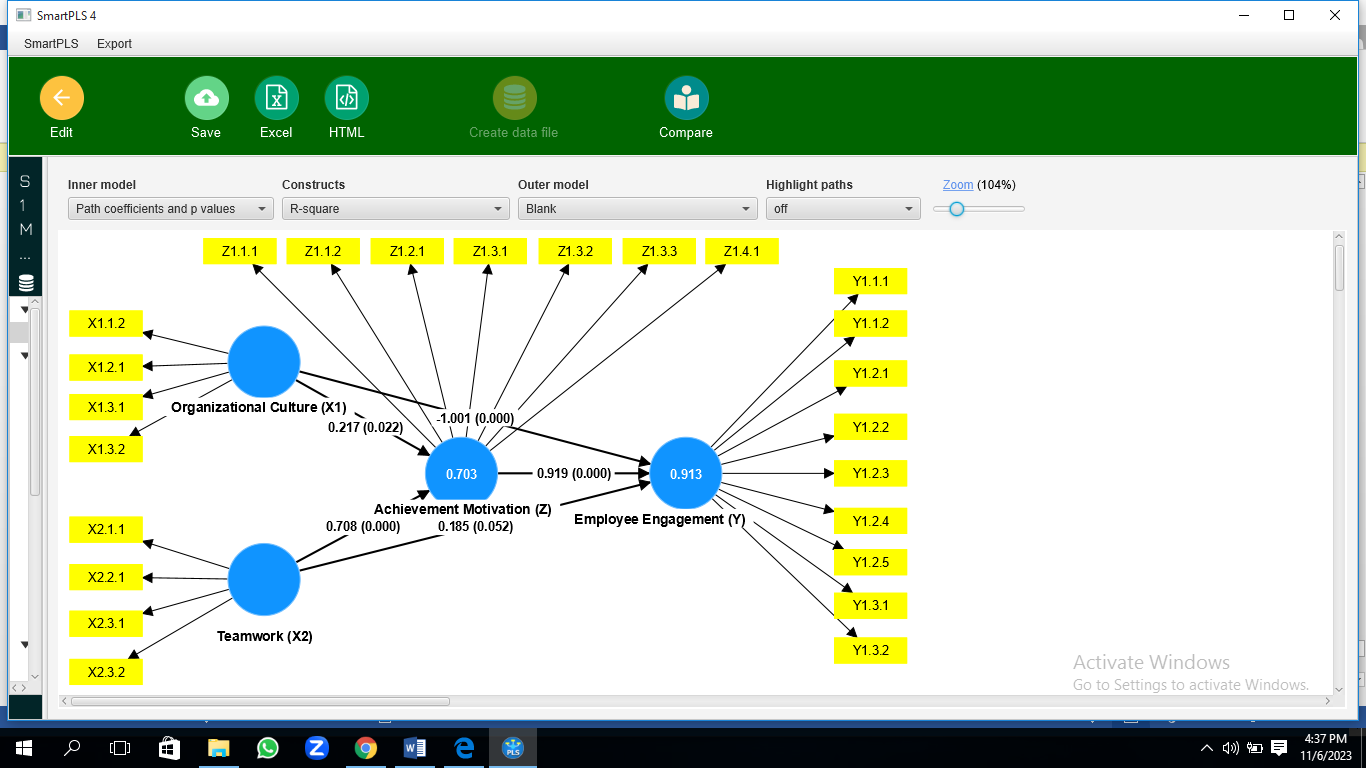 SmartPLS 4
SmartPLS Export
Edit Save Excel HTML Create data file Compare
Inner model Constructs Outer model Highlight paths Zoom (104%)
Path coefficients and p values R-square Blank off
S
1
M
...
Z1.1.1 Z1.1.2 Z1.2.1 Z1.3.1 Z1.3.2 Z1.3.3 Z1.4.1
Y1.1.1
X1.1.2 Y1.1.2
X1.2.1 Y1.2.1
X1.3.1 Organizational Culture (X1)
-1.001 (0.000)
0.217 (0.022) Y1.2.2
X1.3.2
0.703 0.919 (0.000) 0.913 Y1.2.3
Achievement Motivation (Z)
Employee Engagement (Y) Y1.2.4
X2.1.1 0.708 (0.000) 0.185 (0.052)
Y1.2.5
X2.2.1
Y1.3.1
X2.3.1
Teamwork (X2)
Y1.3.2
X2.3.2
Activate Windows
Go to Settings to activate Windows.
PLS
4:37 PM
11/6/2023